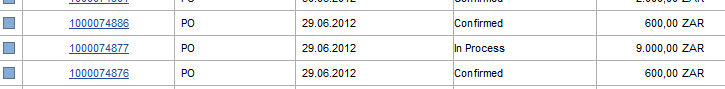 1000074886 PO 29.06.2012 Confirmed 600,00 ZAR
1000074877 PO 29.06.2012 In Process 9.000,00 ZAR
1000074876 PO 29.06.2012 Confirmed 600,00 ZAR